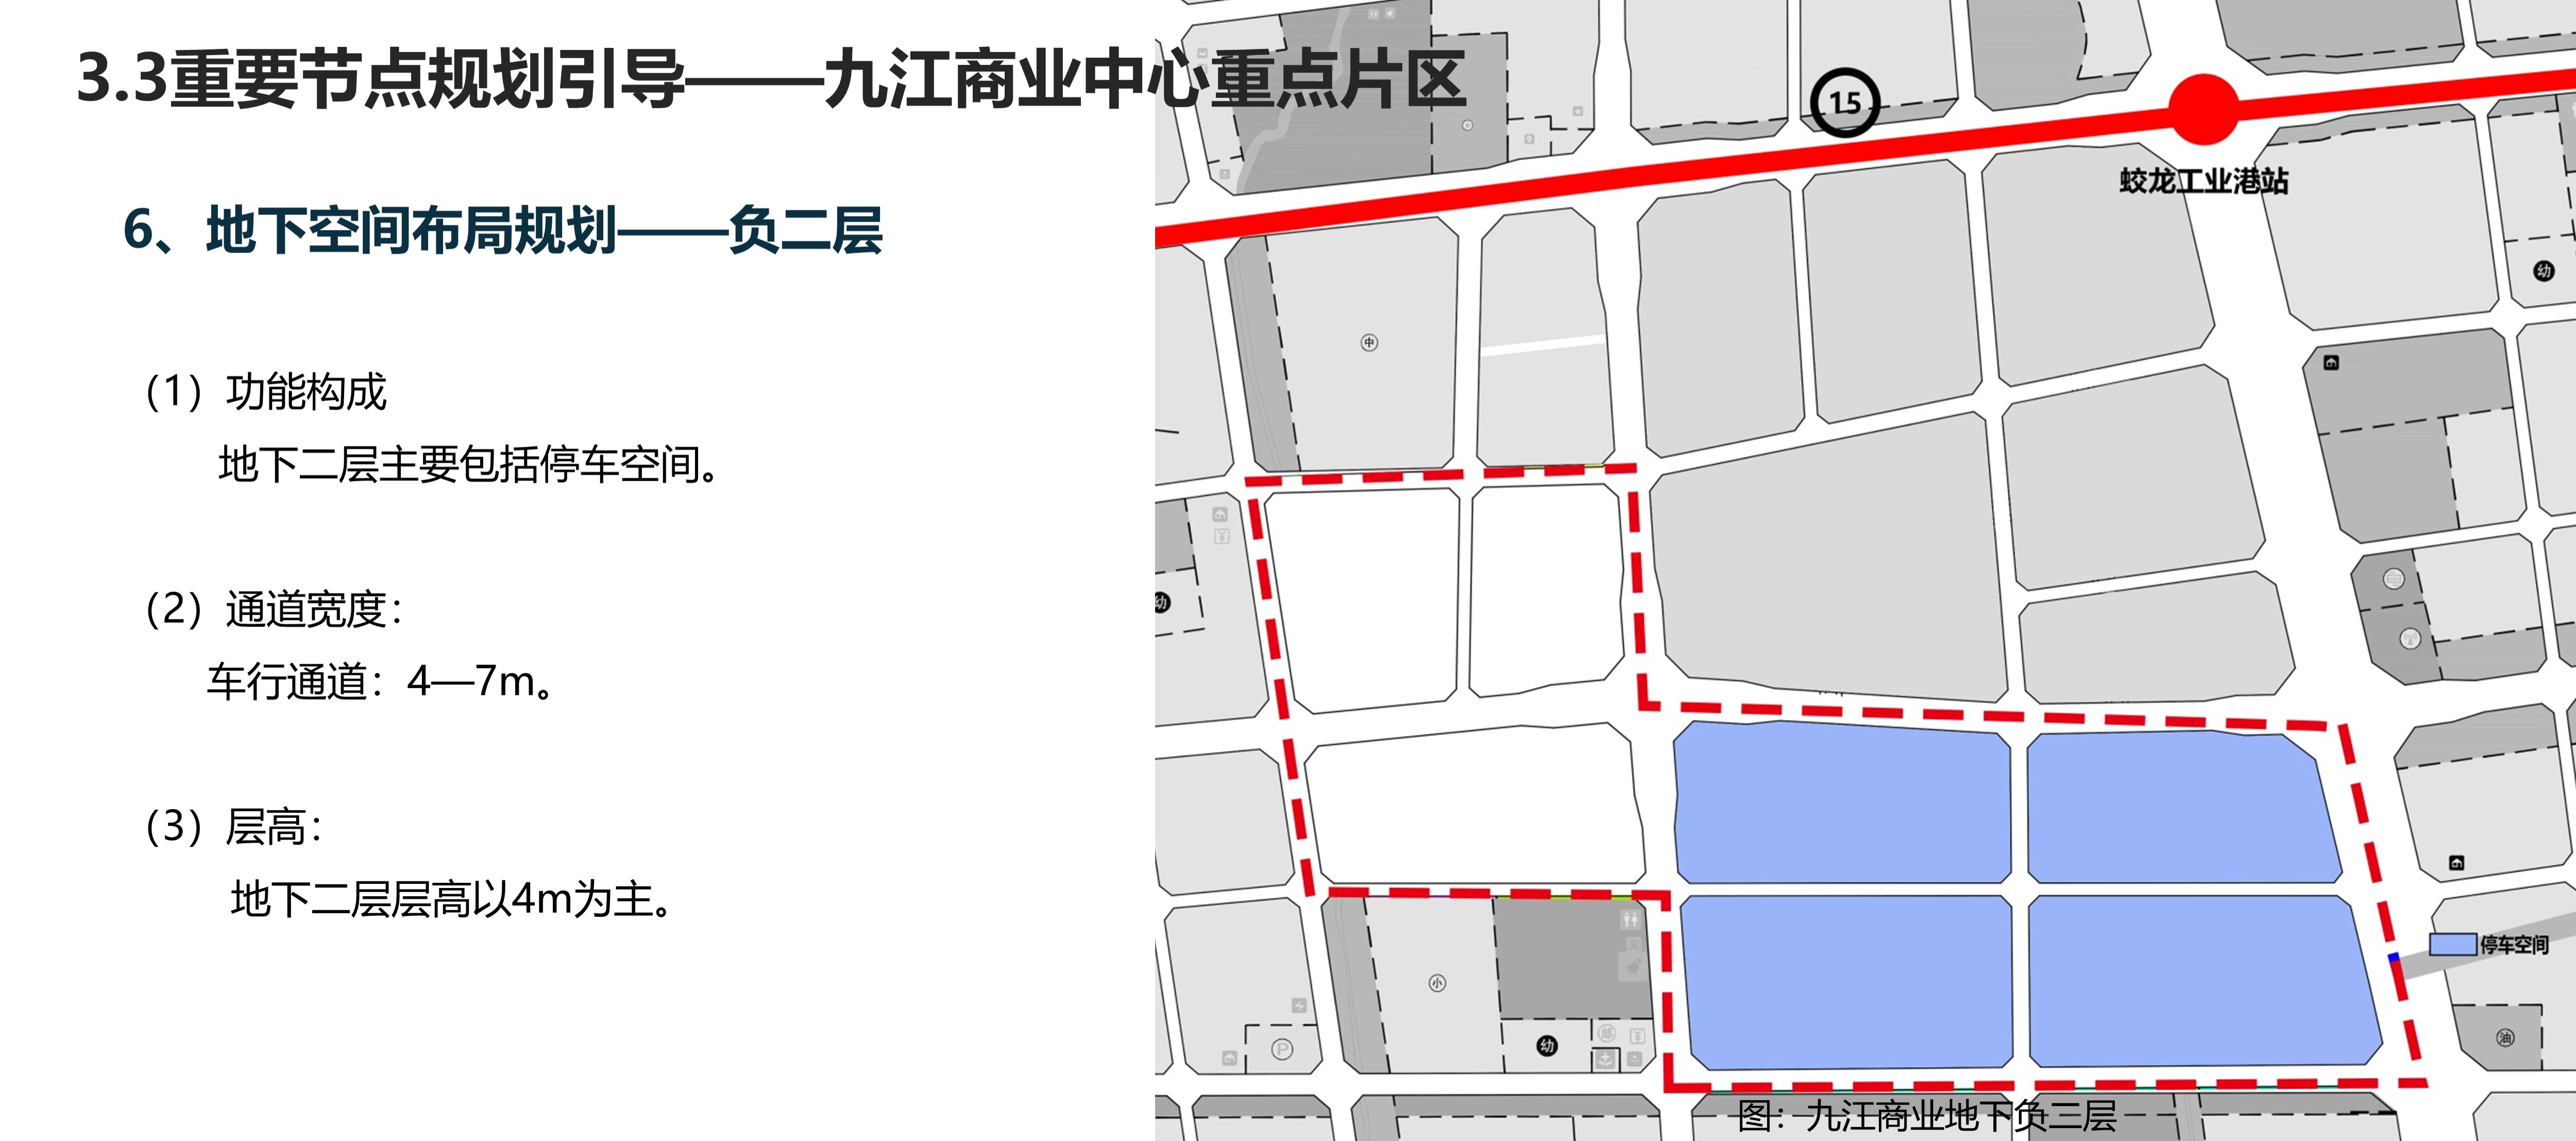 3.3重要节点规划引导——九江商业中心重点片区
6、地下空间布局规划——负二层
（1）功能构成
地下二层主要包括停车空间。
（2）通道宽度：
车行通道：4—7m。
（3）层高：
地下二层层高以4m为主。
15
蛟龙工业港站
幼
中
幼
停车空间
小
幼
邮
P
油
图：九江商业地下负二层